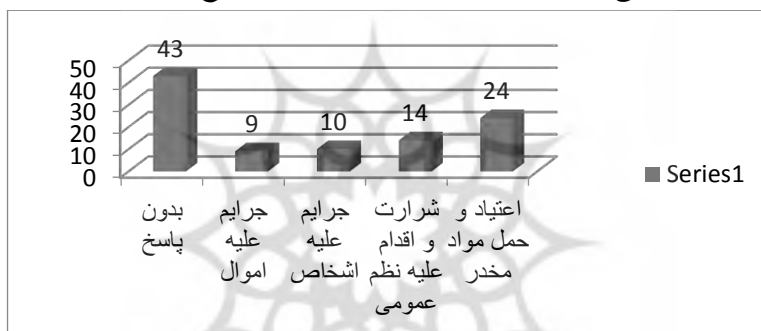 43
9
10
14
24
50
40
30
20
10
0
Series1
بدون
پاسخ
جرایم
علیه
اموال
جرایم
علیه
اشخاص
شرارت
و اقدام
علیه نظم
عمومی
اعتیاد و
حمل مواد
مخدر